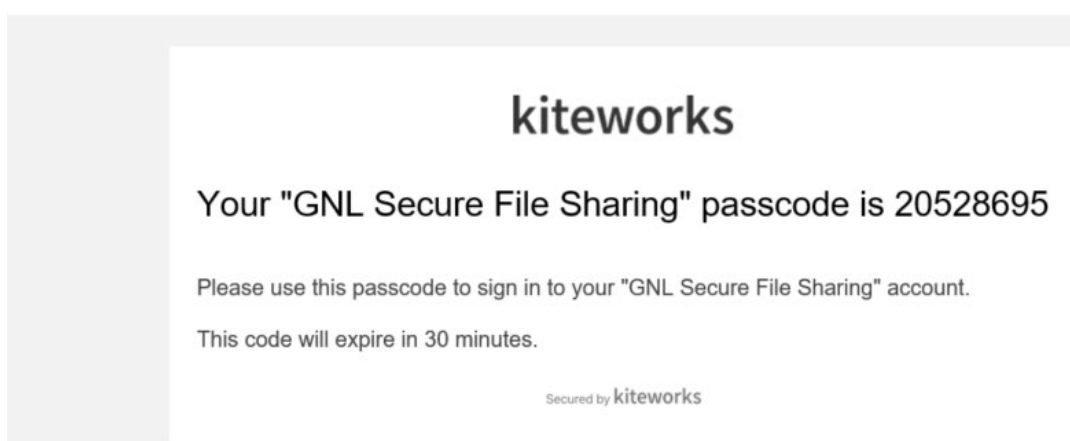 kiteworks
Your "GNL Secure File Sharing" passcode is 20528695
Please use this passcode to sign in to your "GNL Secure File Sharing" account.
This code will expire in 30 minutes.
Secured by kiteworks